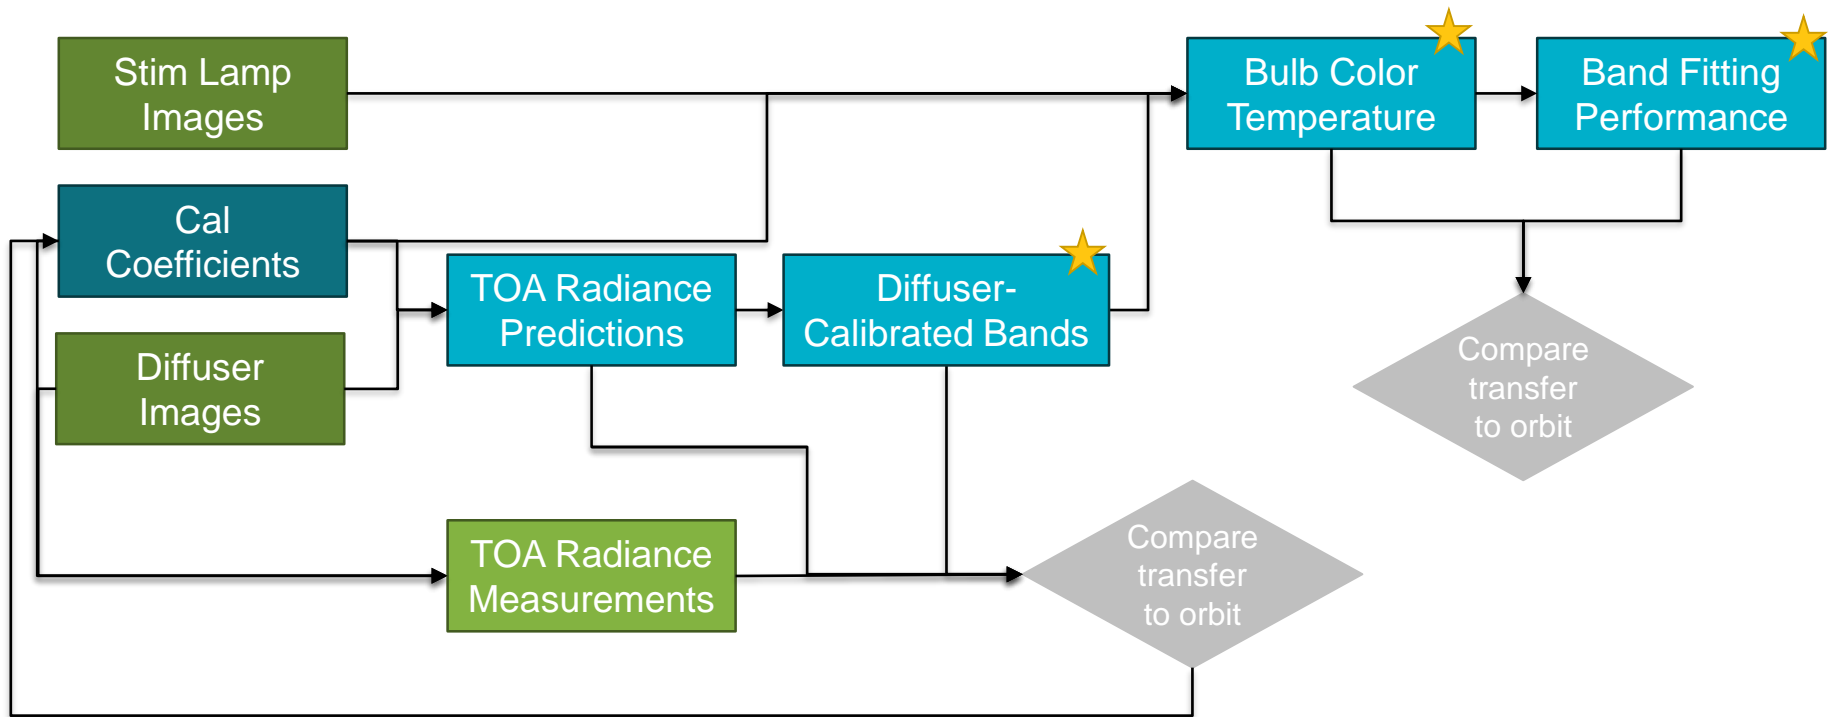 Stim Lamp
Images
Bulb Color
Temperature
Band Fitting
Performance
Cal
Coefficients
TOA Radiance
Predictions
Diffuser-
Calibrated Bands
Diffuser
Images
Compare
transfer
to orbit
TOA Radiance
Measurements
Compare
transfer
to orbit